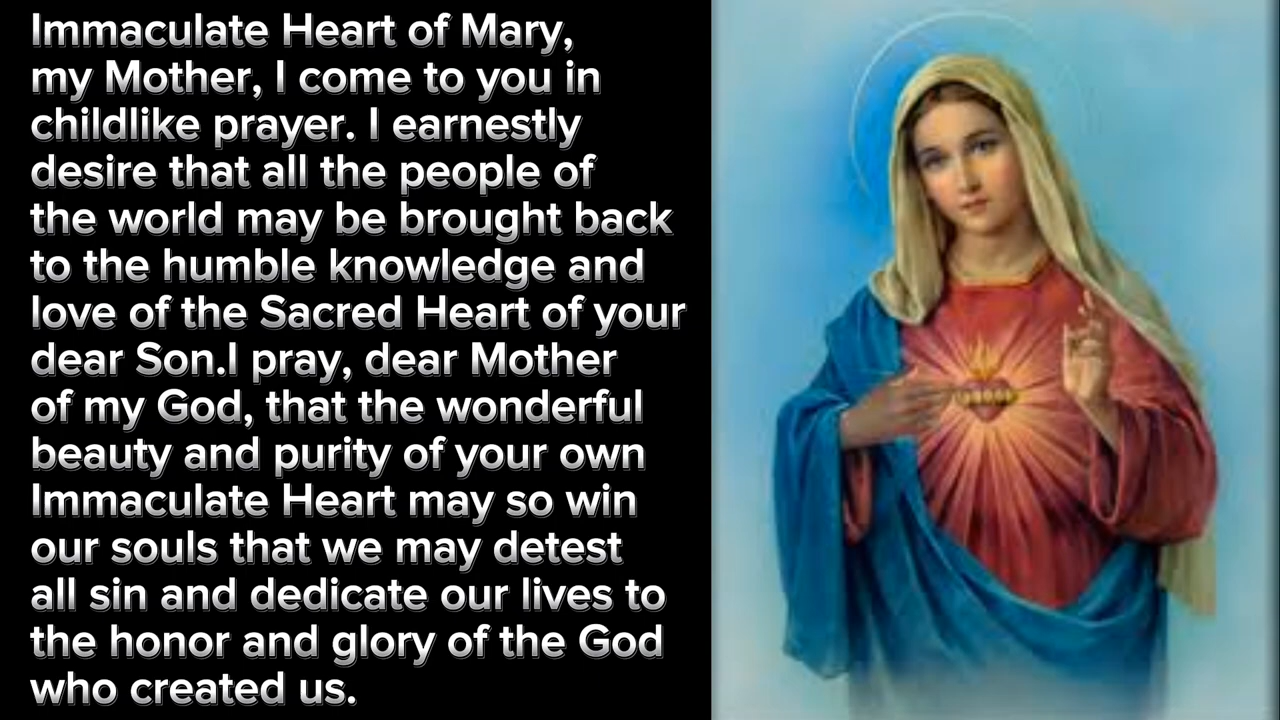 Immaculate Heart of Mary,
my Mother, I come to you in
childlike prayer. I earnestly
desire that all the people of
the world may be brought back
to the humble knowledge and
love of the Sacred Heart of your
dear Son.I pray, dear Mother
of my God, that the wonderful
beauty and purity of your own
Immaculate Heart may so win
our souls that we may detest
all sin and dedicate our lives to
the honor and glory of the God
who created us.